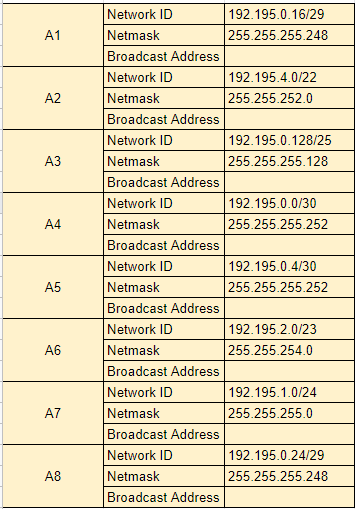 A1
Network ID 192.195.0.16/29
Netmask 255.255.255.248
Broadcast Address
A2
Network ID 192.195.4.0/22
Netmask 255.255.252.0
Broadcast Address
A3
Network ID 192.195.0.128/25
Netmask 255.255.255.128
Broadcast Address
A4
Network ID 192.195.0.0/30
Netmask 255.255.255.252
Broadcast Address
A5
Network ID 192.195.0.4/30
Netmask 255.255.255.252
Broadcast Address
A6
Network ID 192.195.2.0/23
Netmask 255.255.254.0
Broadcast Address
A7
Network ID 192.195.1.0/24
Netmask 255.255.255.0
Broadcast Address
A8
Network ID 192.195.0.24/29
Netmask 255.255.255.248
Broadcast Address